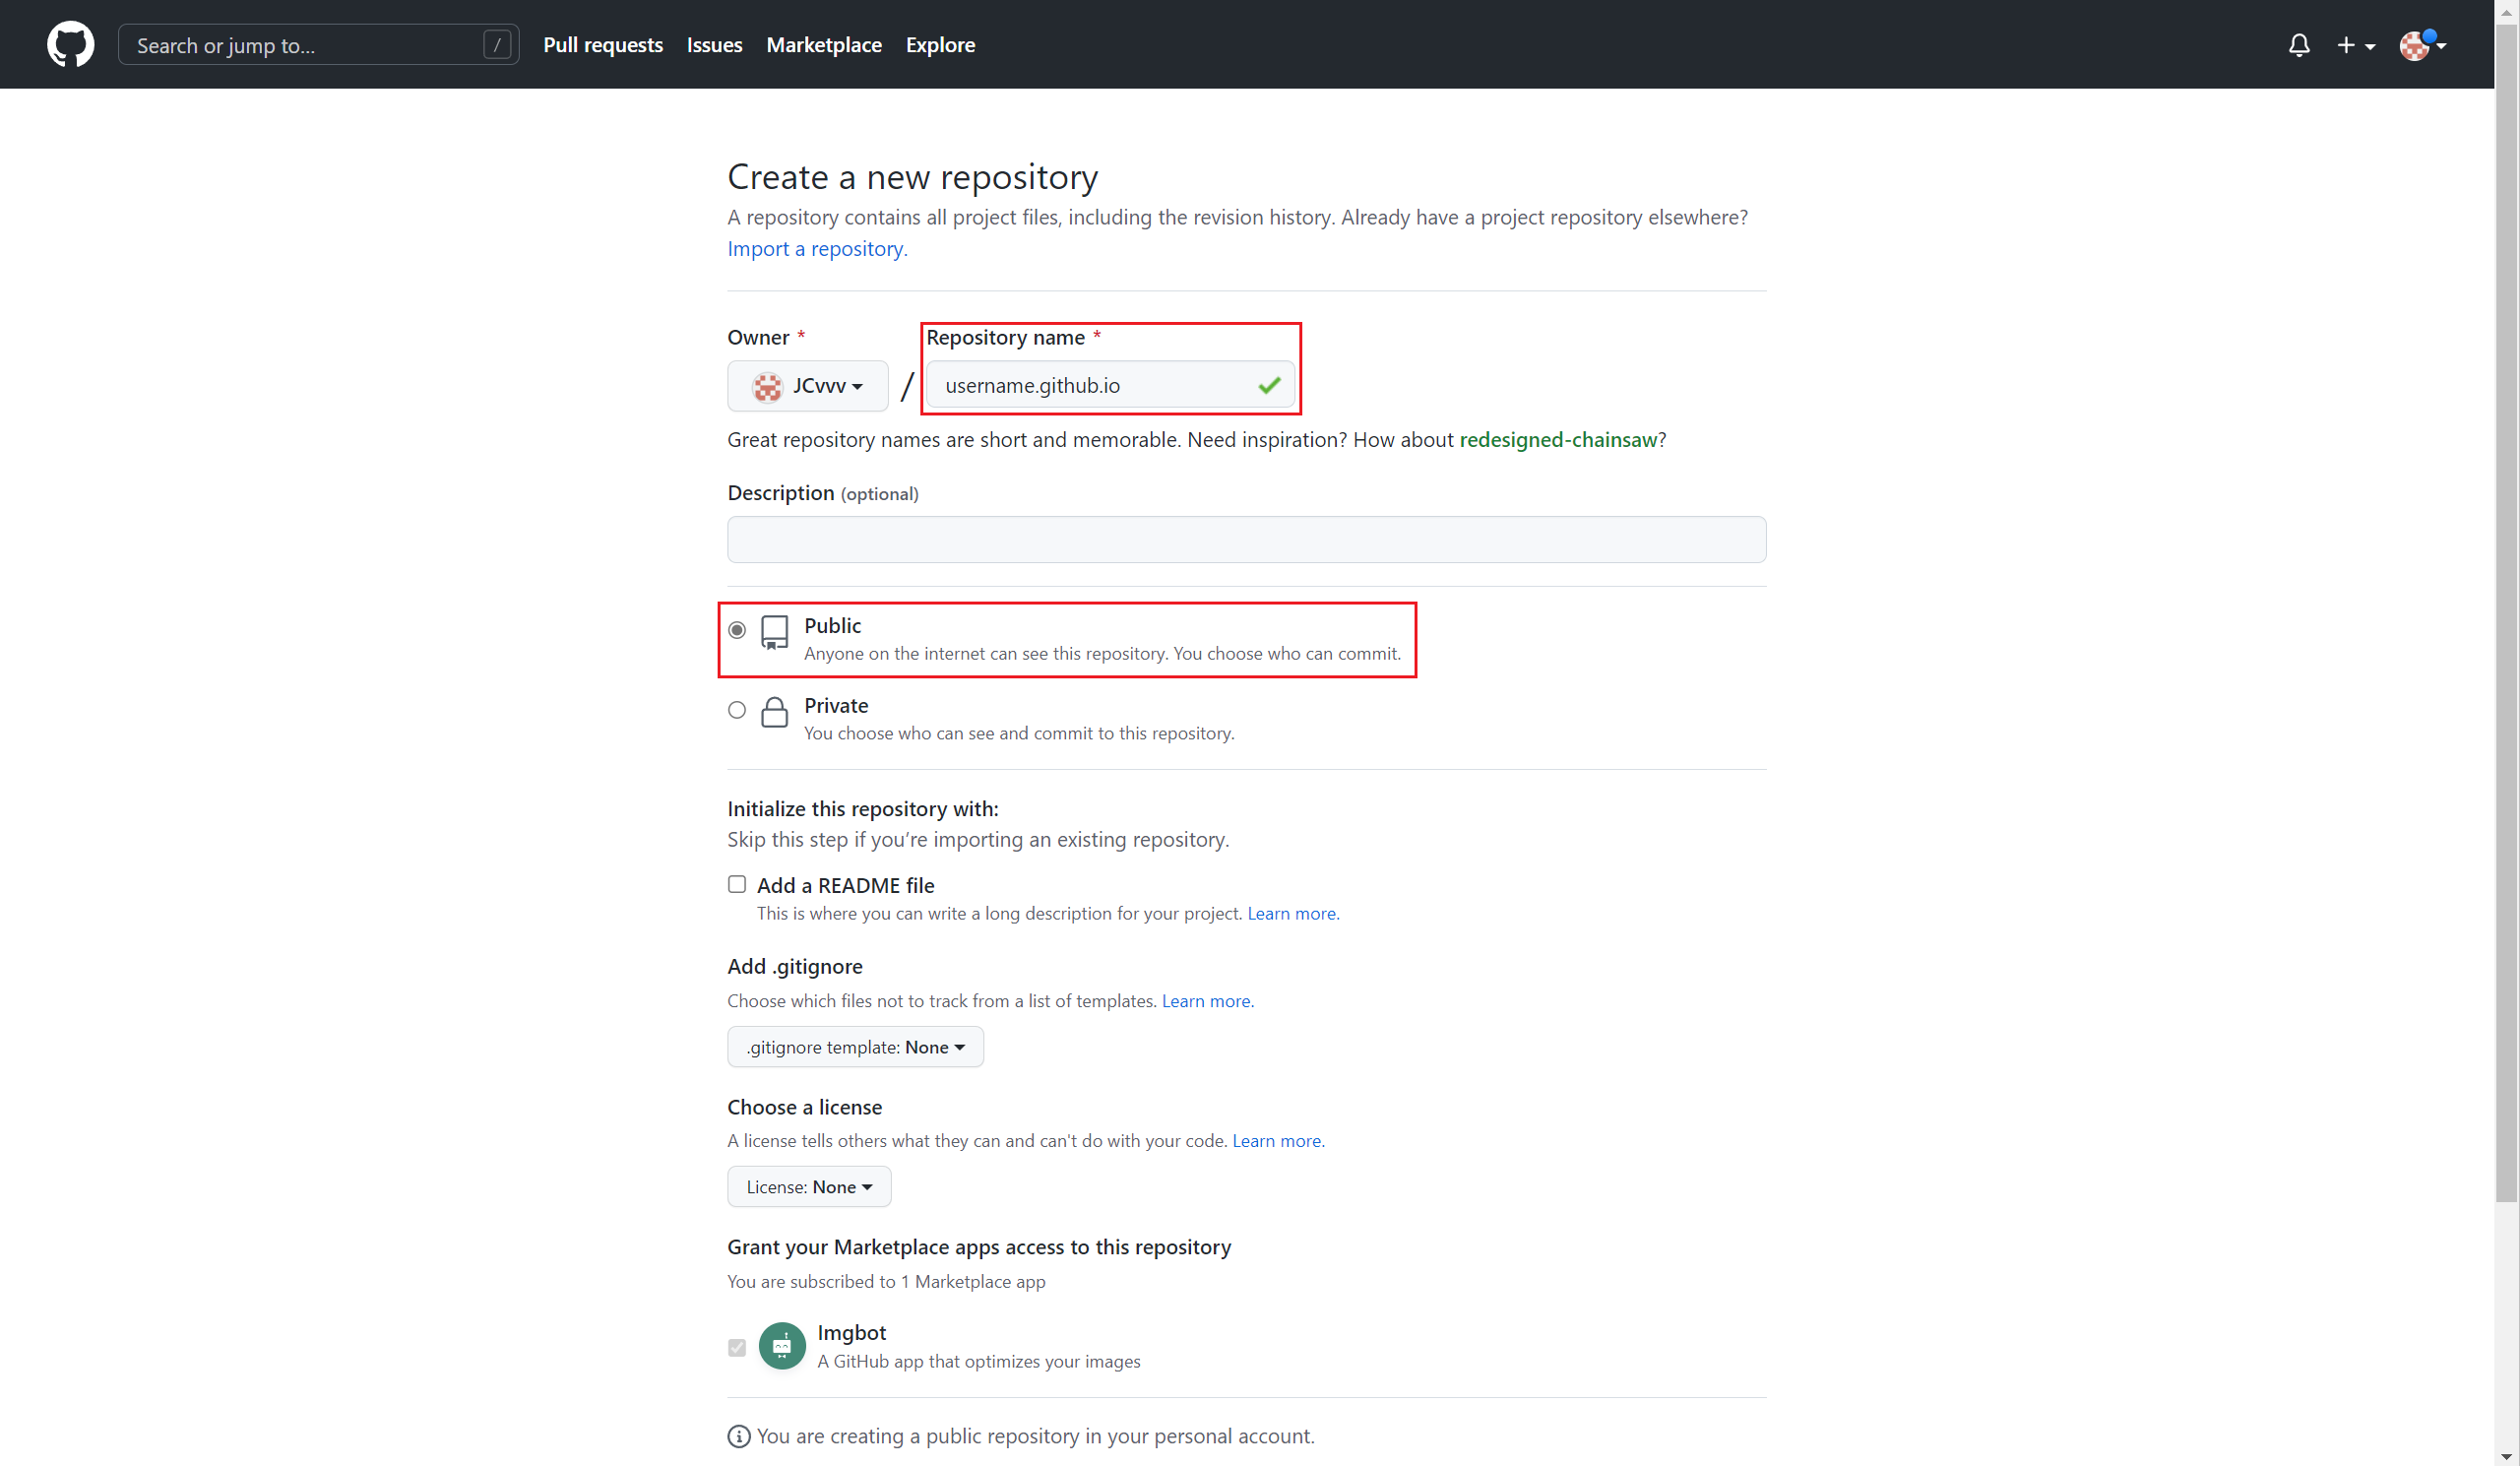 Search or jump to...
/
Pull requests
Issues
Marketplace
Explore
Create a new repository
A repository contains all project files, including the revision history. Already have a project repository elsewhere?
Import a repository.
Owner *
Repository name *
JCvvv
/
username.github.io
Great repository names are short and memorable. Need inspiration? How about redesigned-chainsaw?
Description (optional)
Public
Anyone on the internet can see this repository. You choose who can commit.
Private
You choose who can see and commit to this repository.
Initialize this repository with:
Skip this step if you’re importing an existing repository.
Add a README file
This is where you can write a long description for your project. Learn more.
Add .gitignore
Choose which files not to track from a list of templates. Learn more.
.gitignore template: None
Choose a license
A license tells others what they can and can't do with your code. Learn more.
License: None
Grant your Marketplace apps access to this repository
You are subscribed to 1 Marketplace app
Imgbot
A GitHub app that optimizes your images
You are creating a public repository in your personal account.